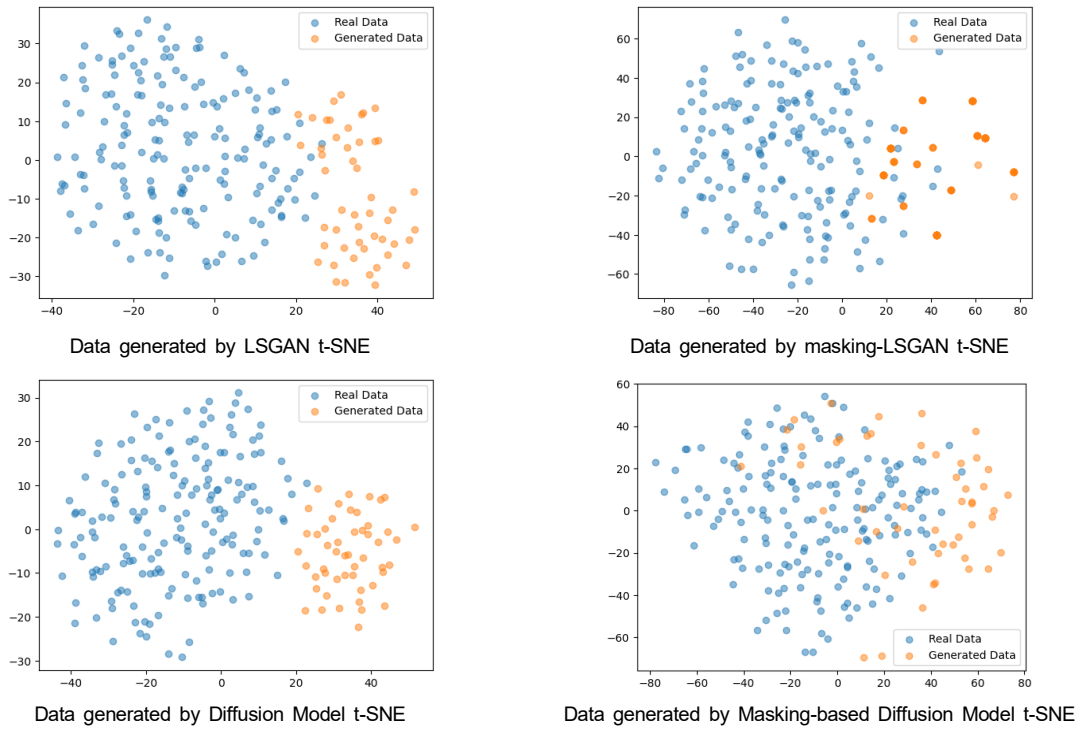 Real Data
Generated Data
30
20
10
0
−10
−20
−30
−40 −20 0 20 40
Data generated by LSGAN t-SNE
Real Data
Generated Data
60
40
20
0
−20
−40
−60
−80 −60 −40 −20 0 20 40 60 80
Data generated by masking-LSGAN t-SNE
Real Data
Generated Data
30
20
10
0
−10
−20
−30
−40 −20 0 20 40
Data generated by Diffusion Model t-SNE
60
40
20
0
−20
−40
−60
Real Data
Generated Data
−80 −60 −40 −20 0 20 40 60 80
Data generated by Masking-based Diffusion Model t-SNE